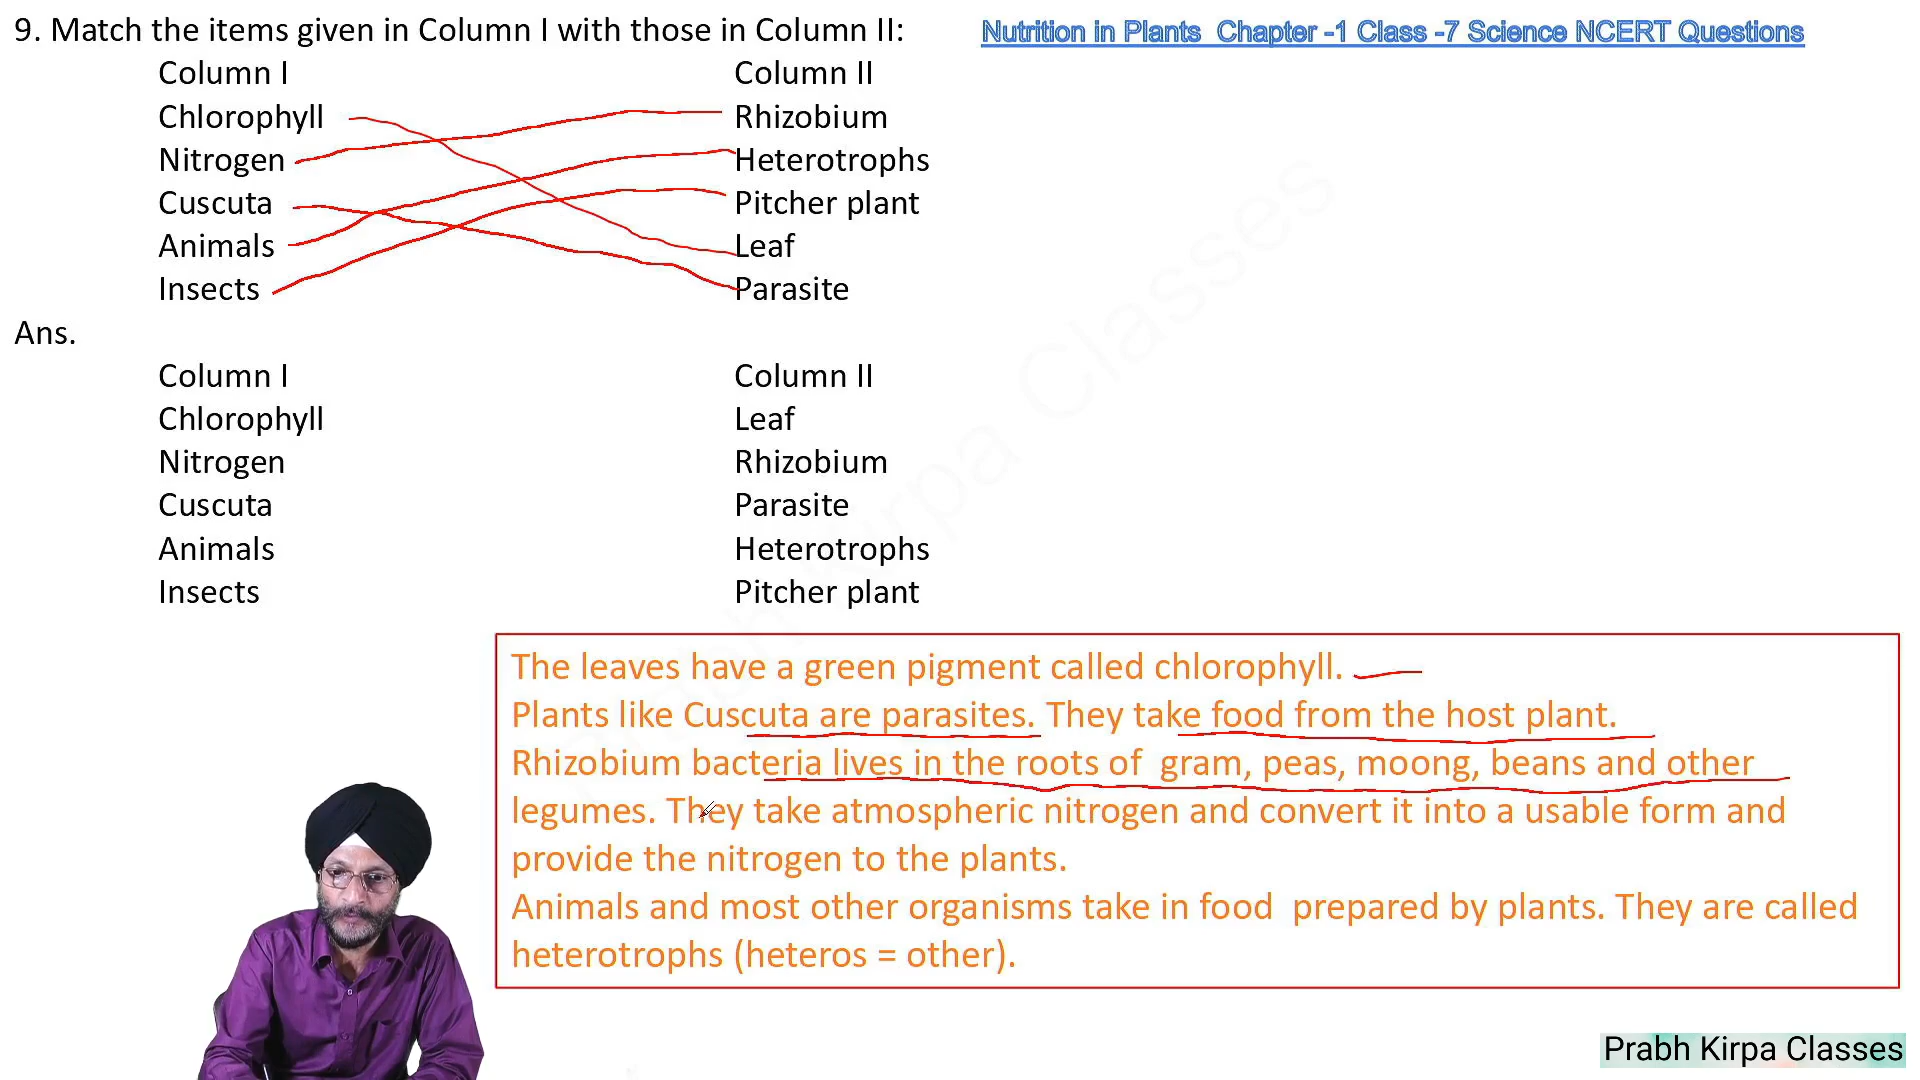 9. Match the items given in Column I with those in Column II:
Nutrition in Plants Chapter -1 Class -7 Science NCERT Questions
Column I Column II
Chlorophyll Rhizobium
Nitrogen Heterotrophs
Cuscuta Pitcher plant
Animals Leaf
Insects Parasite
Ans.
Column I Column II
Chlorophyll Leaf
Nitrogen Rhizobium
Cuscuta Parasite
Animals Heterotrophs
Insects Pitcher plant
The leaves have a green pigment called chlorophyll.
Plants like Cuscuta are parasites. They take food from the host plant.
Rhizobium bacteria lives in the roots of gram, peas, moong, beans and other
legumes. They take atmospheric nitrogen and convert it into a usable form and
provide the nitrogen to the plants.
Animals and most other organisms take in food prepared by plants. They are called
heterotrophs (heteros = other).
Kirpa Classes
Prabh Kirpa Classes